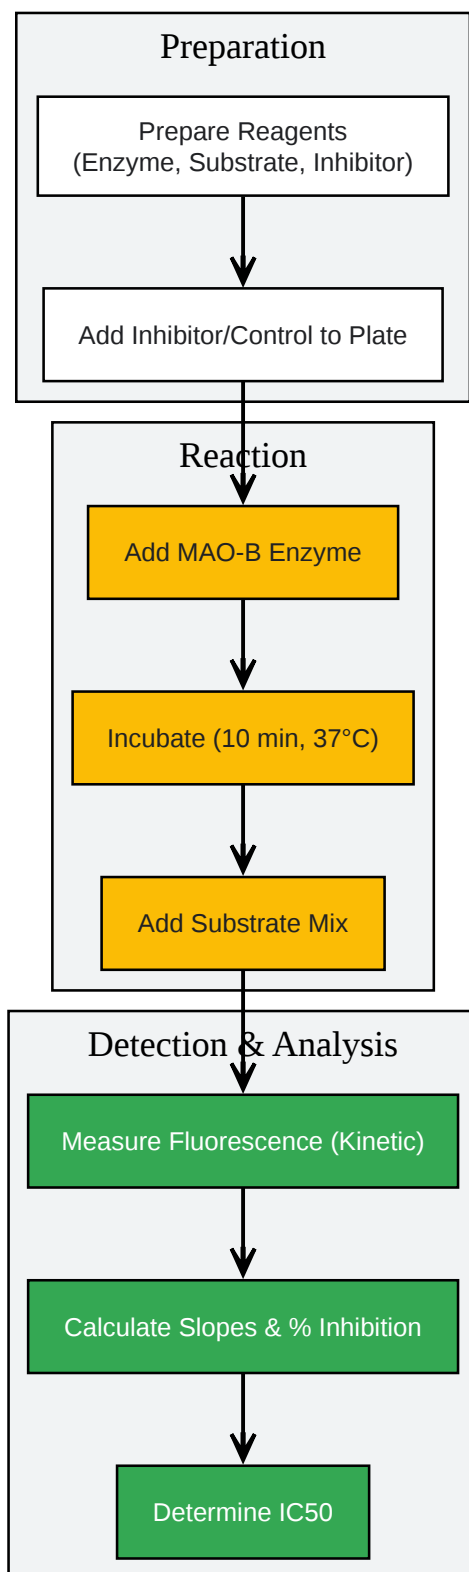 Preparation
Prepare Reagents
(Enzyme, Substrate, Inhibitor)
Add Inhibitor/Control to Plate
Reaction
Add MAO-B Enzyme
Incubate (10 min, 37°C)
Add Substrate Mix
Detection & Analysis
Measure Fluorescence (Kinetic)
Calculate Slopes & % Inhibition
Determine IC50